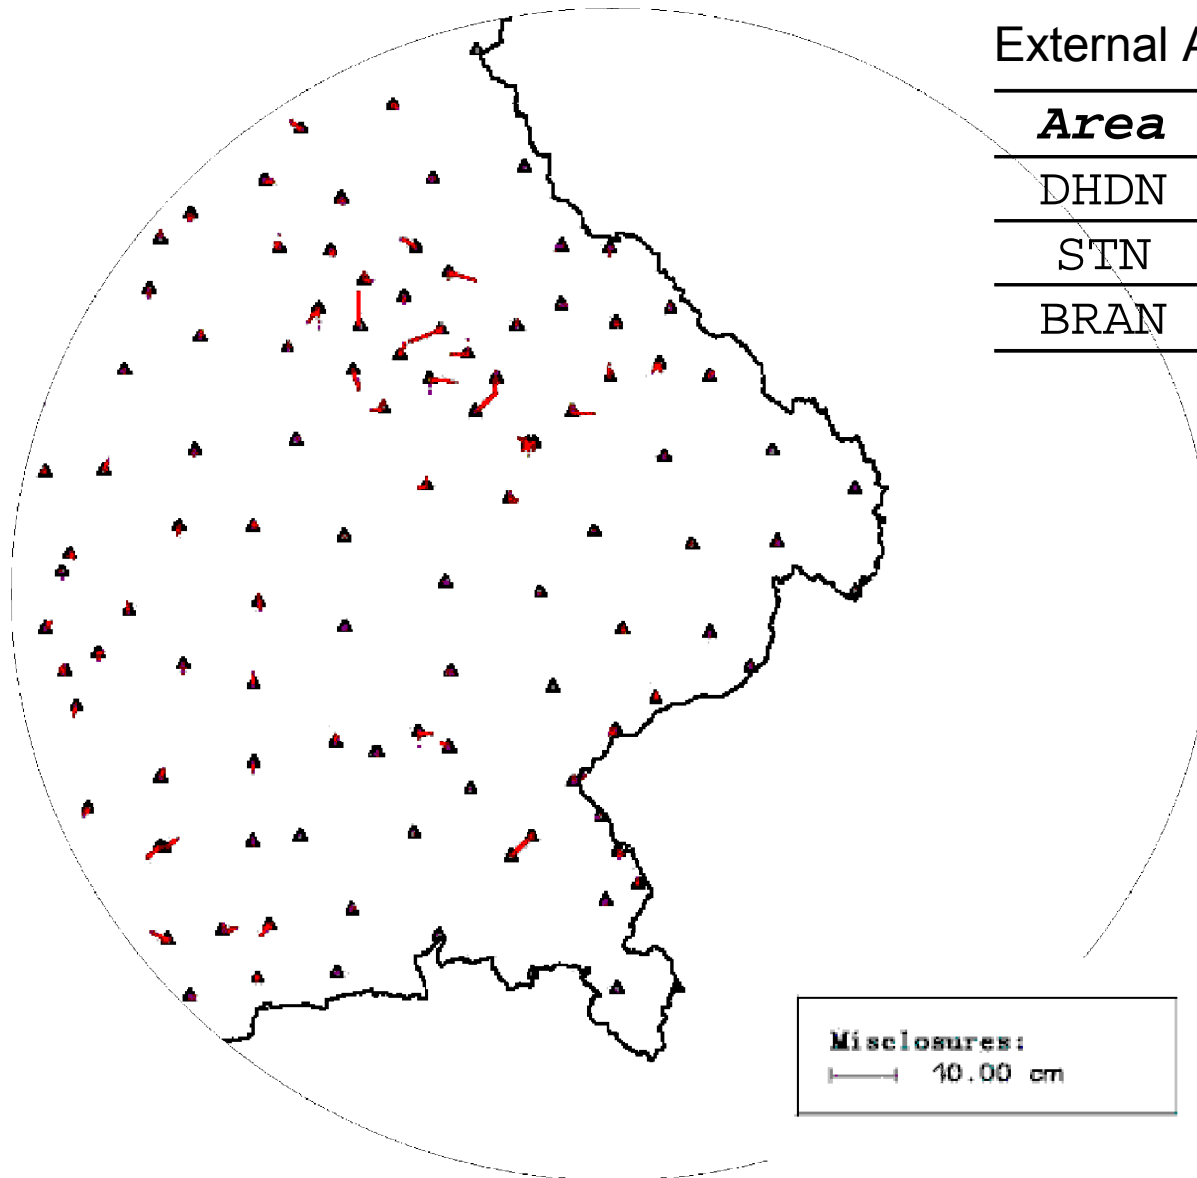 External A
Area
DHDN
STN
BRAN
Misclosures:
10.00 cm